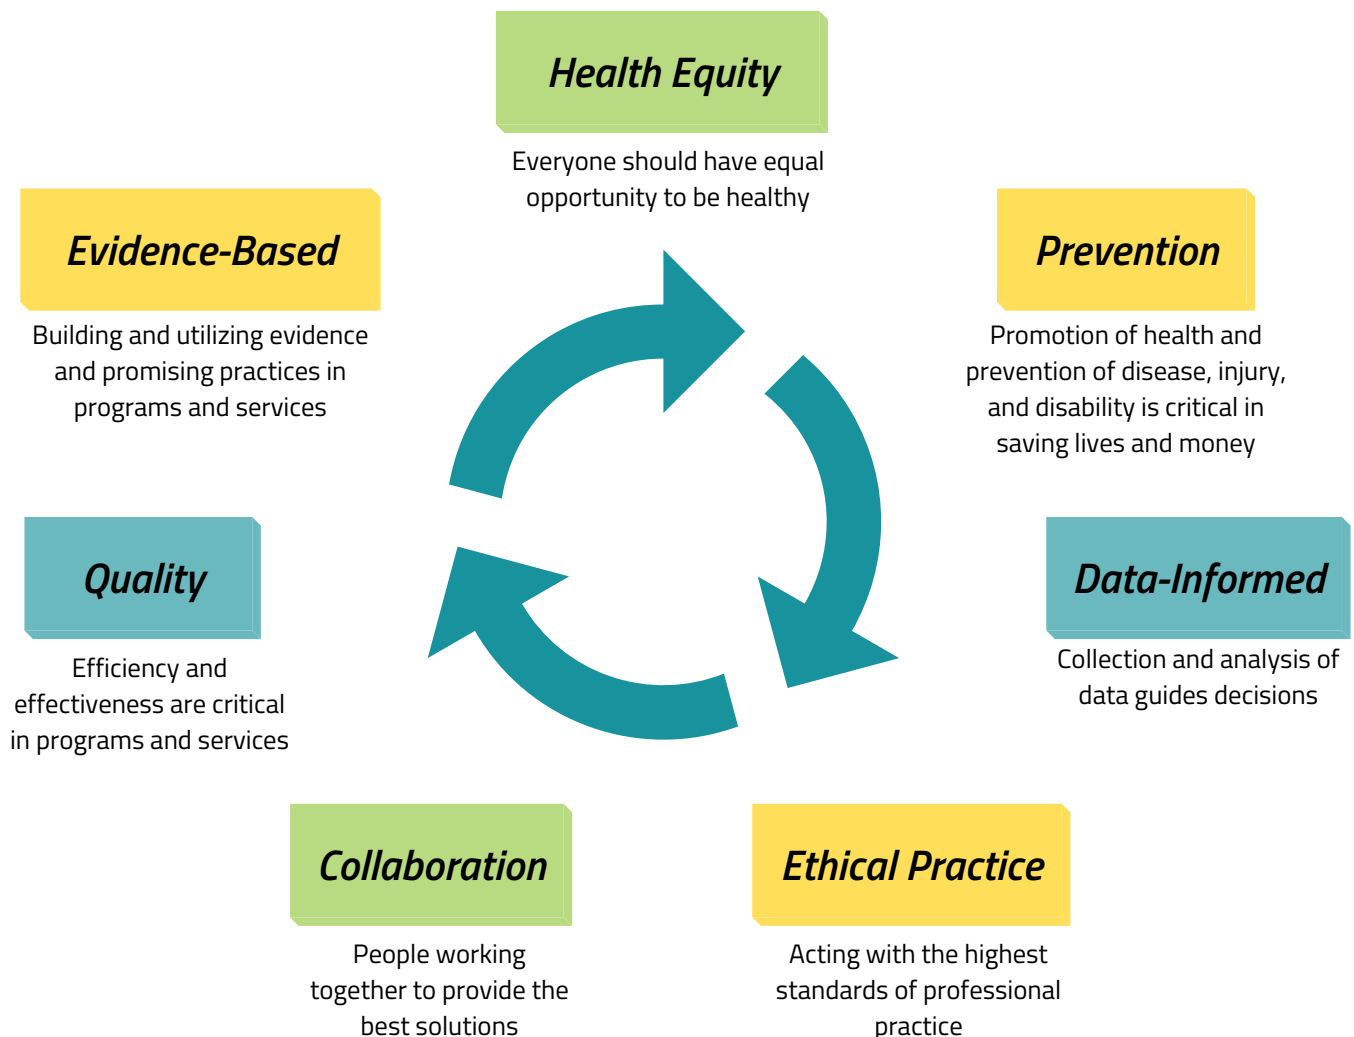 Health Equity
Everyone should have equal
opportunity to be healthy
Prevention
Promotion of health and
prevention of disease, injury,
and disability is critical in
saving lives and money
Data-Informed
Collection and analysis of
data guides decisions
Ethical Practice
Acting with the highest
standards of professional
practice
Collaboration
People working
together to provide the
best solutions
Quality
Efficiency and
effectiveness are critical
in programs and services
Evidence-Based
Building and utilizing evidence
and promising practices in
programs and services